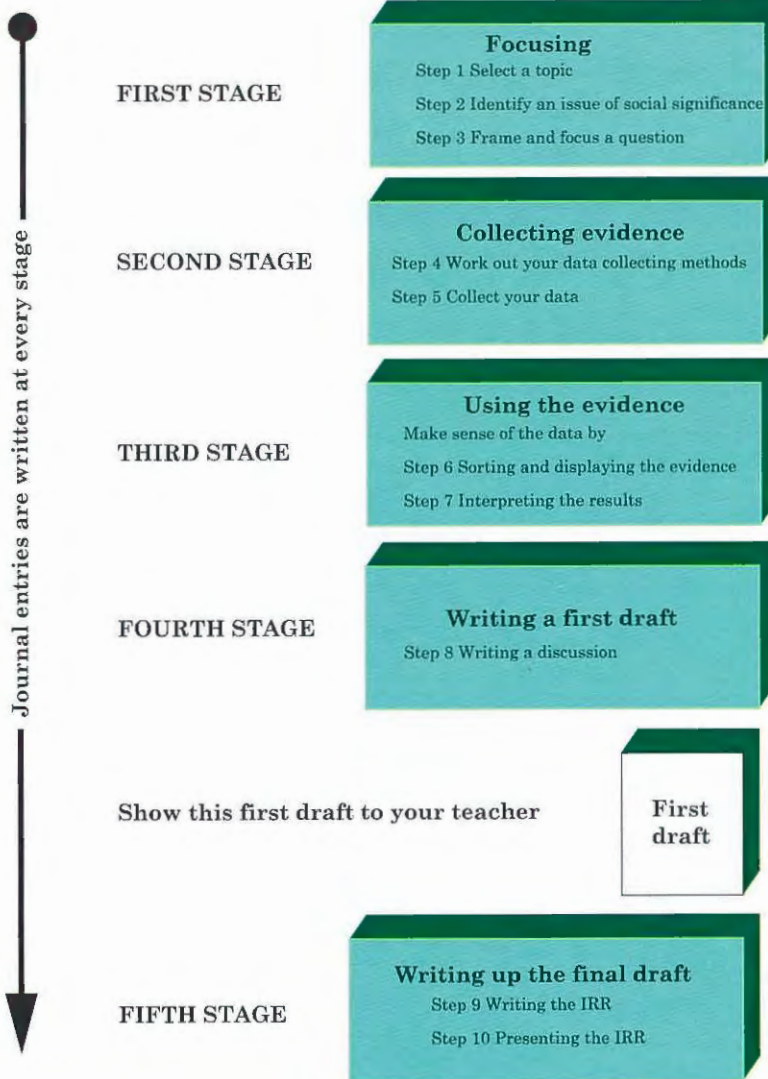 Journal entries are written at every stage
FIRST STAGE
Focusing
Step 1 Select a topic
Step 2 Identify an issue of social significance
Step 3 Frame and focus a question
SECOND STAGE
Collecting evidence
Step 4 Work out your data collecting methods
Step 5 Collect your data
THIRD STAGE
Using the evidence
Make sense of the data by
Step 6 Sorting and displaying the evidence
Step 7 Interpreting the results
FOURTH STAGE
Writing a first draft
Step 8 Writing a discussion
Show this first draft to your teacher
First
draft
FIFTH STAGE
Writing up the final draft
Step 9 Writing the IRR
Step 10 Presenting the IRR